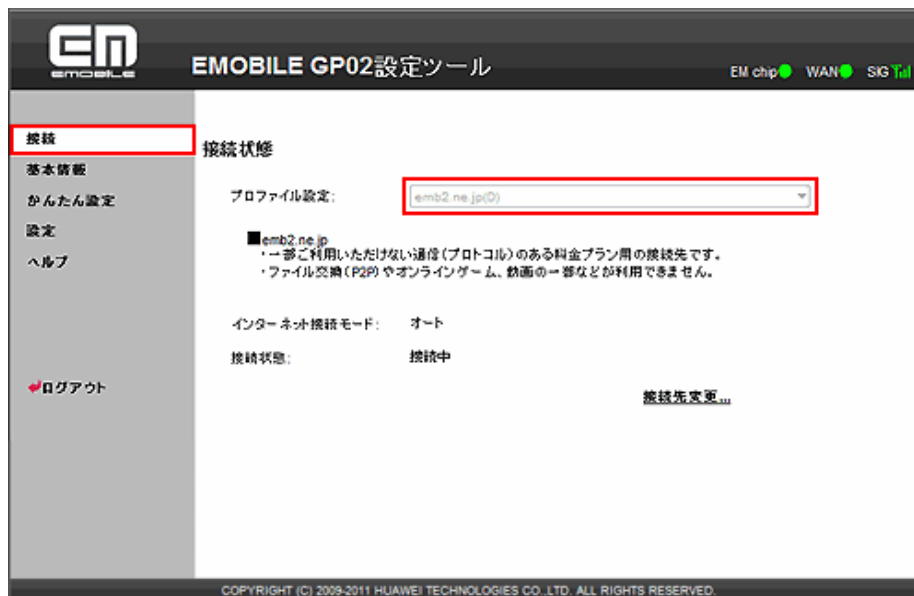 EM
EMOBILE
EMOBILE GP02設定ツール
EM chip WAN SIG
接続
基本情報
かんたん設定
設定
ヘルプ
ログアウト
接続状態
プロファイル設定:
emb2.ne.jp(D)
■emb2.ne.jp
・一部ご利用いただけない通信(プロトコル)のある料金プラン用の接続先です。
・ファイル交換(P2P)やオンラインゲーム、動画の一部などが利用できません。
インターネット接続モード: オート
接続状態: 接続中
接続先変更...
COPYRIGHT (C) 2009-2011 HUAWEI TECHNOLOGIES CO.,LTD. ALL RIGHTS RESERVED.